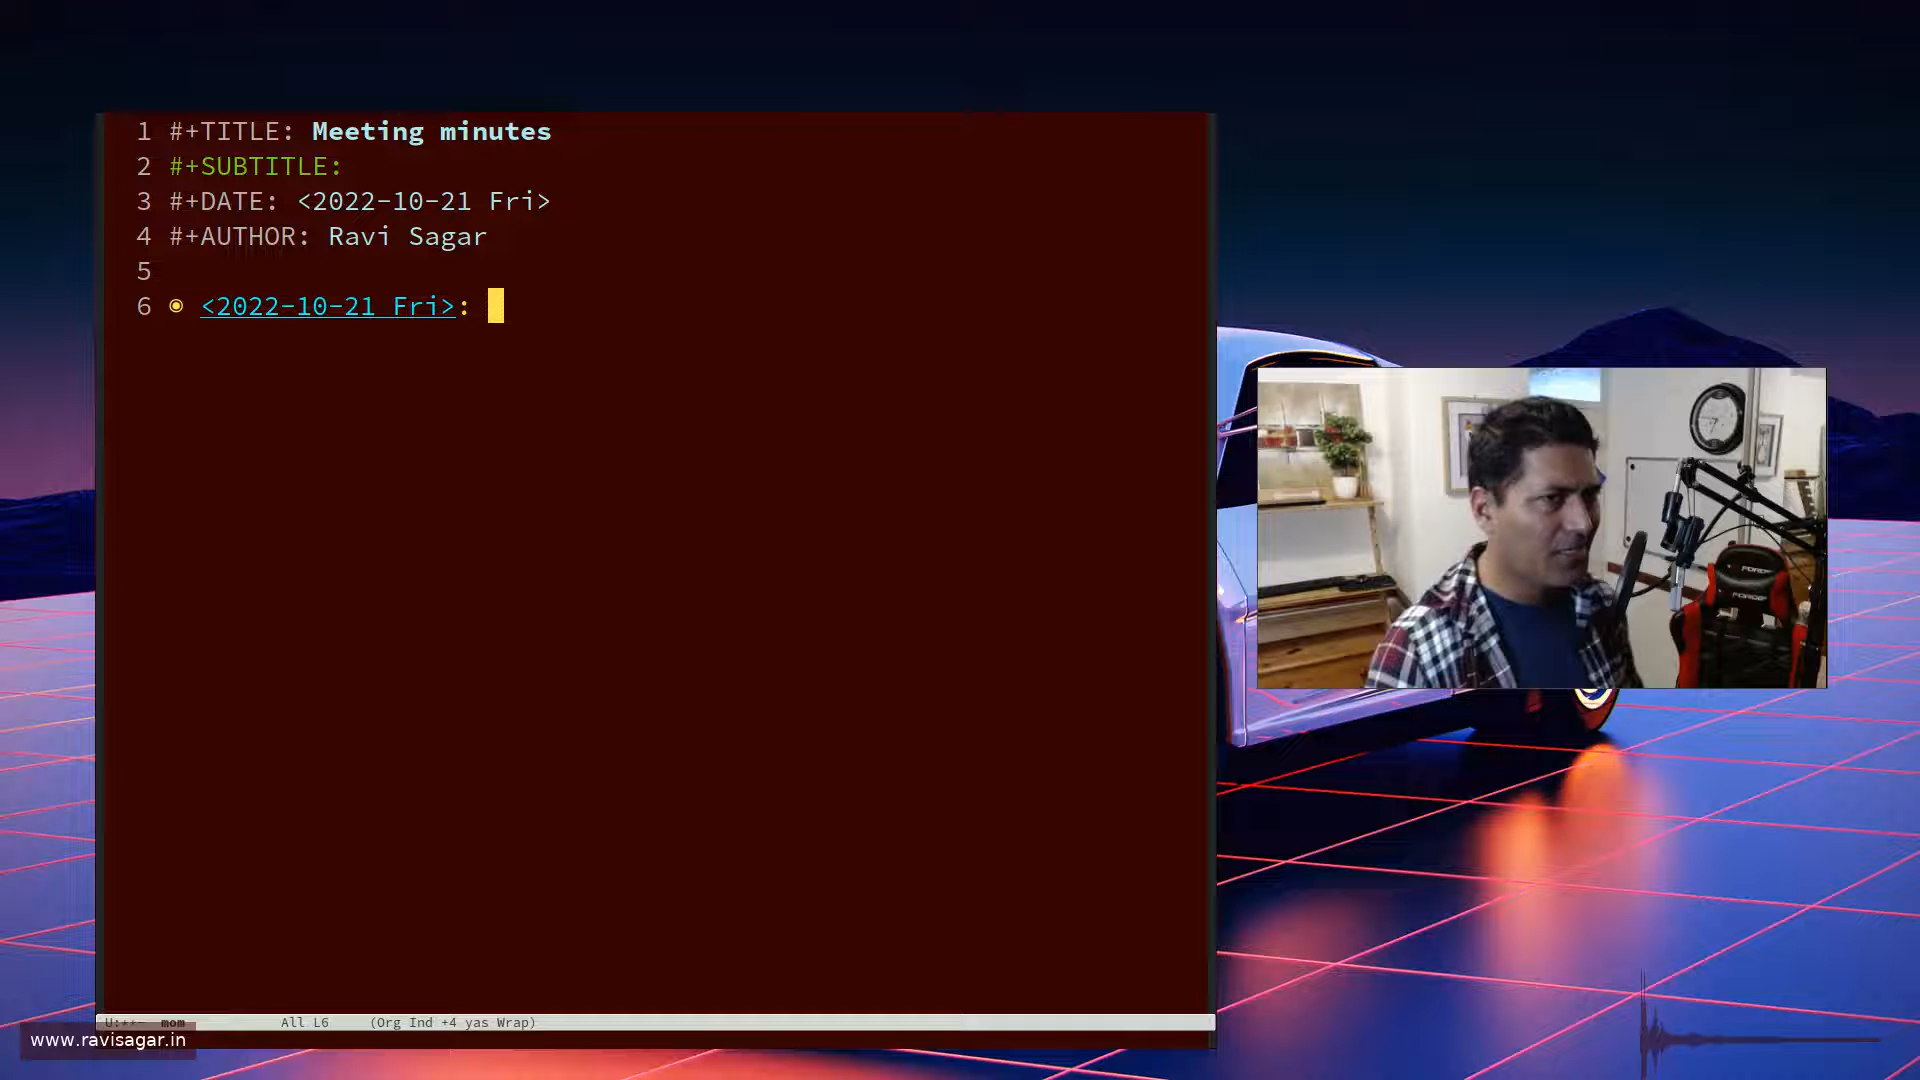 1 #+TITLE: Meeting minutes
2 #+SUBTITLE:
3 #+DATE: <2022-10-21 Fri>
4 #+AUTHOR: Ravi Sagar
5
6 <2022-10-21 Fri>:
mom All L6 (Org Ind +4 yas Wrap)
www.ravisagar.in